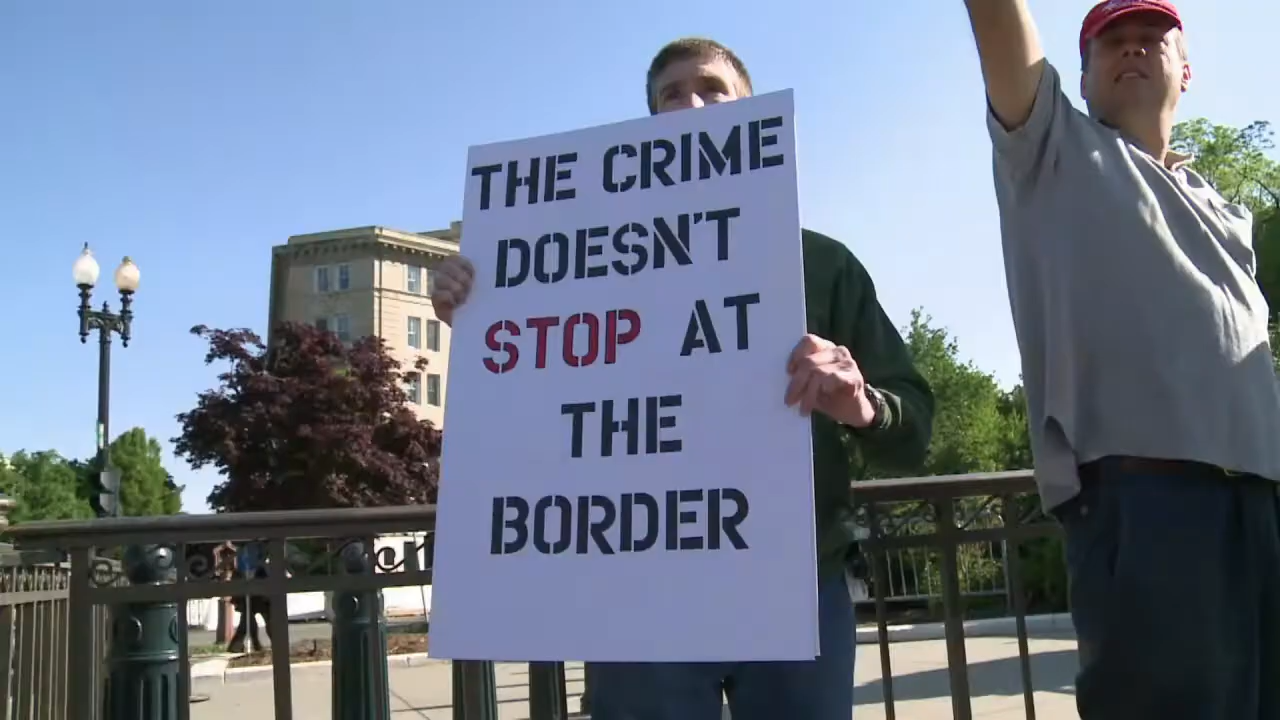 THE CRIME
DOESN'T
STOP AT
THE
BORDER